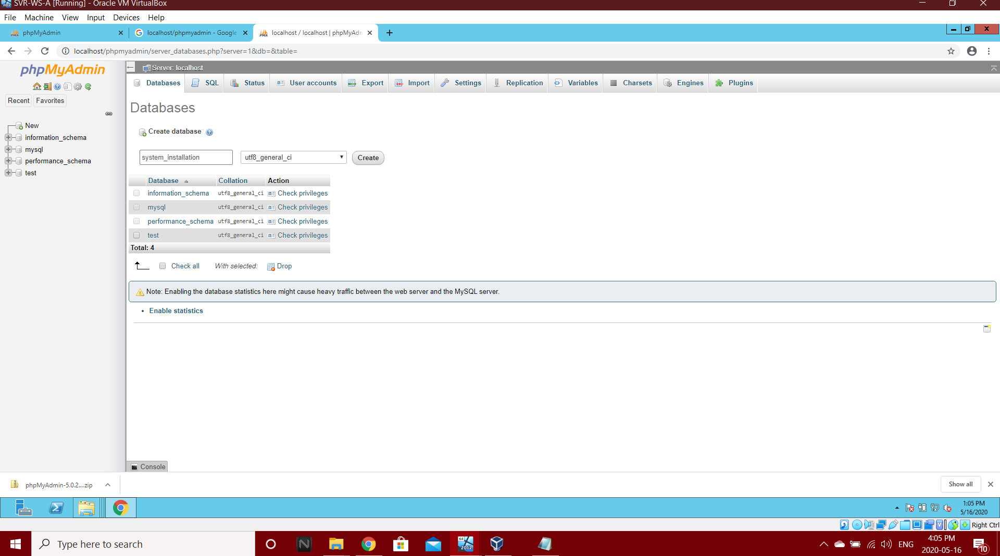 SVR-WS-A [Running] - Oracle VM VirtualBox
File Machine View Input Devices Help
phpMyAdmin
localhost/phpmyadmin - Google
localhost / localhost | phpMyAdm
localhost/phpmyadmin/server_databases.php?server=1&db=&table=
phpMyAdmin
Recent Favorites
New
information_schema
mysql
performance_schema
test
Server: localhost
Databases SQL Status User accounts Export Import Settings Replication Variables Charsets Engines Plugins
Databases
Create database
system_installation utf8_general_ci Create
Database Collation Action
information_schema utf8_general_ci Check privileges
mysql utf8_general_ci Check privileges
performance_schema utf8_general_ci Check privileges
test utf8_general_ci Check privileges
Total: 4
Check all With selected: Drop
Note: Enabling the database statistics here might cause heavy traffic between the web server and the MySQL server.
Enable statistics
Console
phpMyAdmin-5.0.2....zip
Show all
1:05 PM
5/16/2020
Right Ctrl
Type here to search
64
2012
ENG
4:05 PM
2020-05-16
10